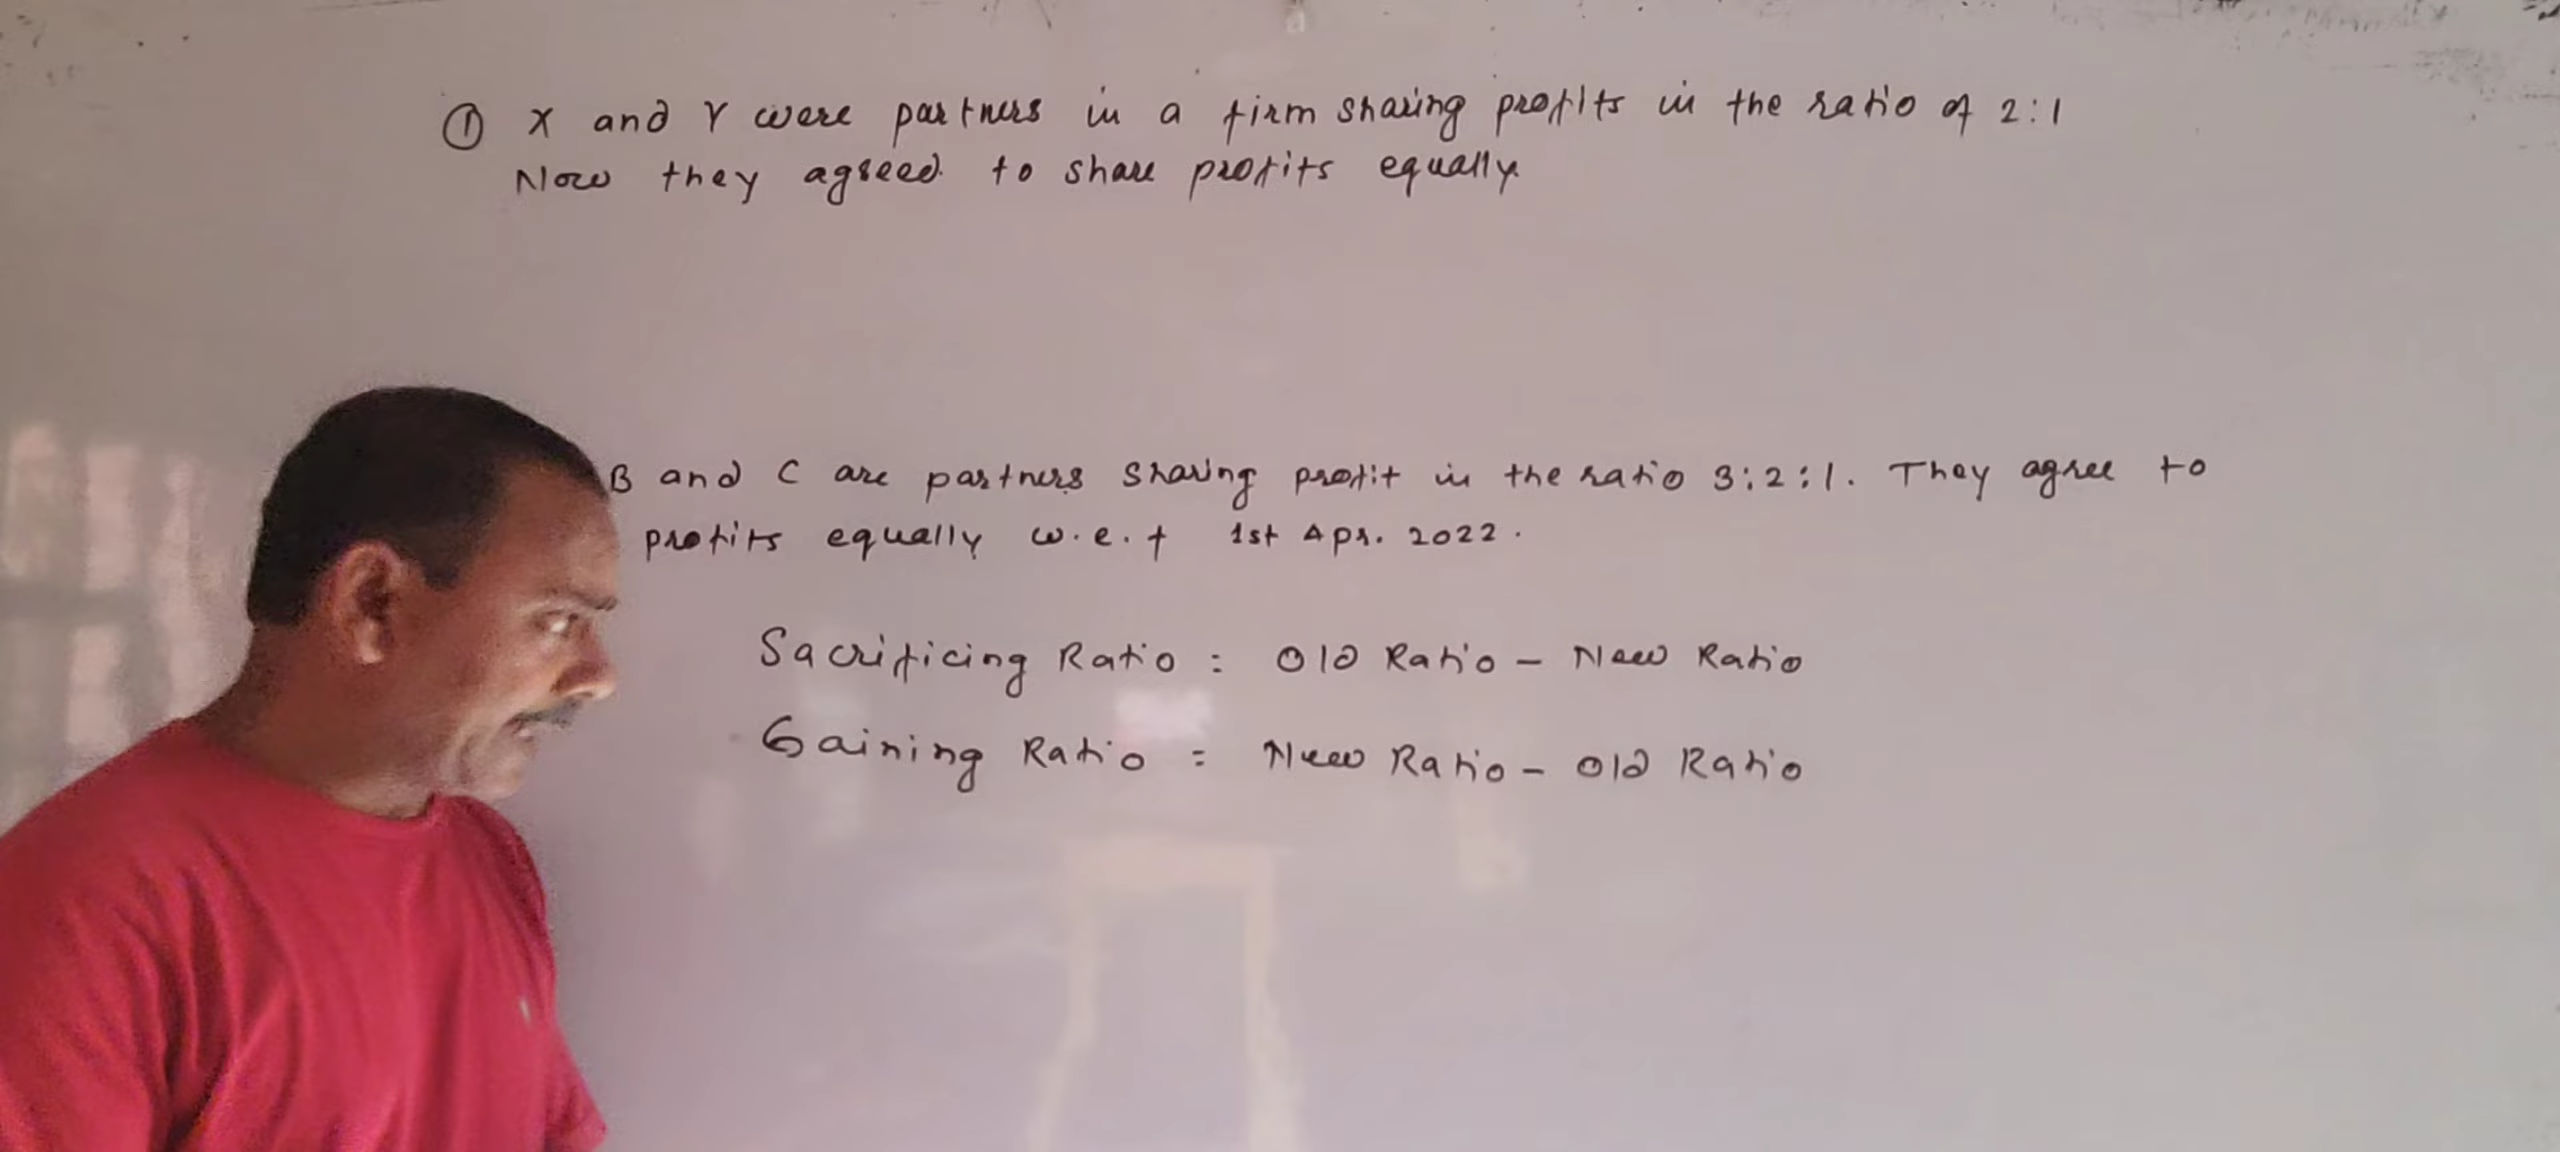 ① X and Y were partners in a firm sharing profits in the ratio of 2:1
Now they agreed to share profits equally
B and C are partners sharing profit in the ratio 3:2:1. They agree to
profits equally w.e.f 1st Apr. 2022.
Sacrificing Ratio = Old Ratio - New Ratio
Gaining Ratio = New Ratio - Old Ratio